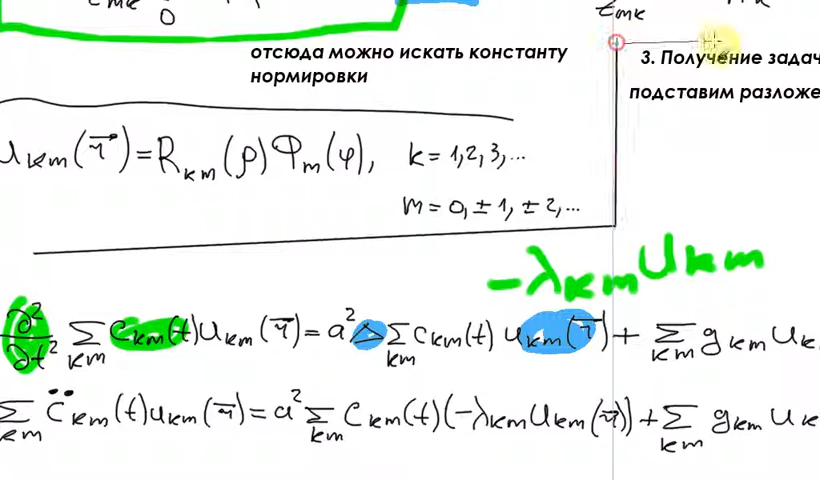 0
tmk
отсюда можно искать константу
нормировки
3. Получение задач
подставим разложе
u_km(r⃗) = R_km(ρ) Φ_m(φ), k = 1,2,3,...
m = 0, ±1, ±2,...
-λ_km u_km
∂²/∂t² Σ_km c_km(t) u_km(r⃗) = a² Δ Σ_km c_km(t) u_km(r⃗) + Σ_km g_km u_k
Σ_km c̈_km(t) u_km(r⃗) = a² Σ_km c_km(t) (-λ_km u_km(r⃗)) + Σ_km g_km u_k